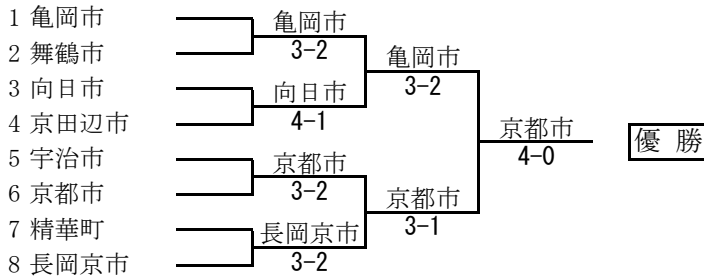 1 亀岡市
2 舞鶴市
3 向日市
4 京田辺市
5 宇治市
6 京都市
7 精華町
8 長岡京市
亀岡市
3-2
向日市
4-1
京都市
3-2
長岡京市
3-2
亀岡市
3-2
京都市
3-1
京都市
4-0
優 勝